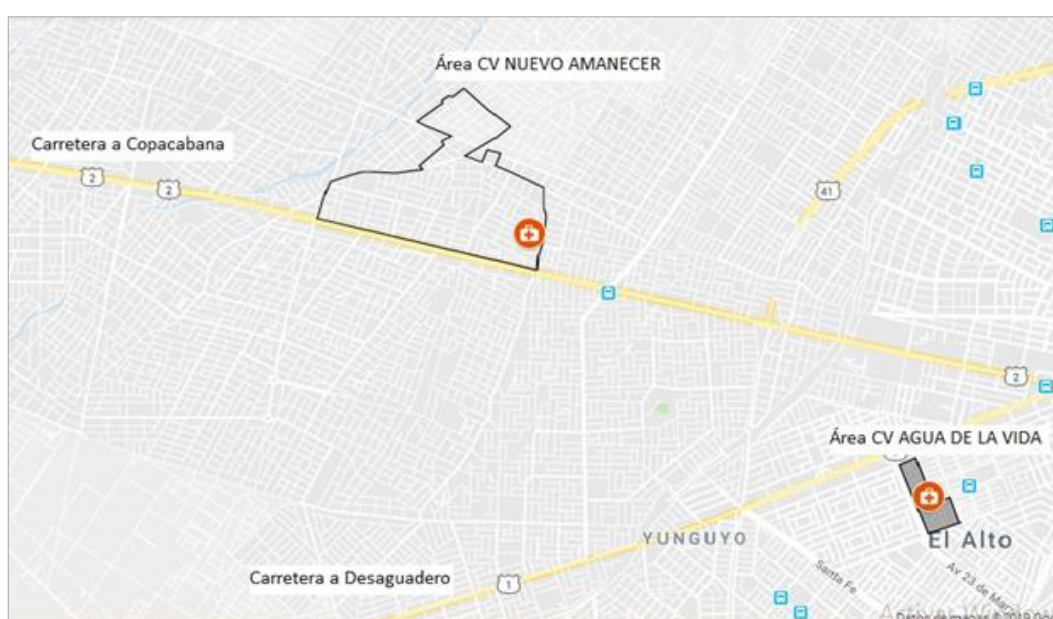 Área CV NUEVO AMANECER
Carretera a Copacabana
2
2
41
2
Área CV AGUA DE LA VIDA
YUNGUYO
El Alto
Carretera a Desaguadero
1
Santa Fe
Av 23 de